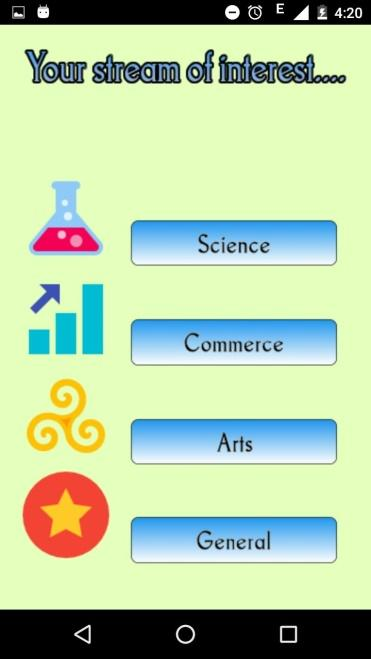 E 4:20
Your stream of interest....
Science
Commerce
Arts
General